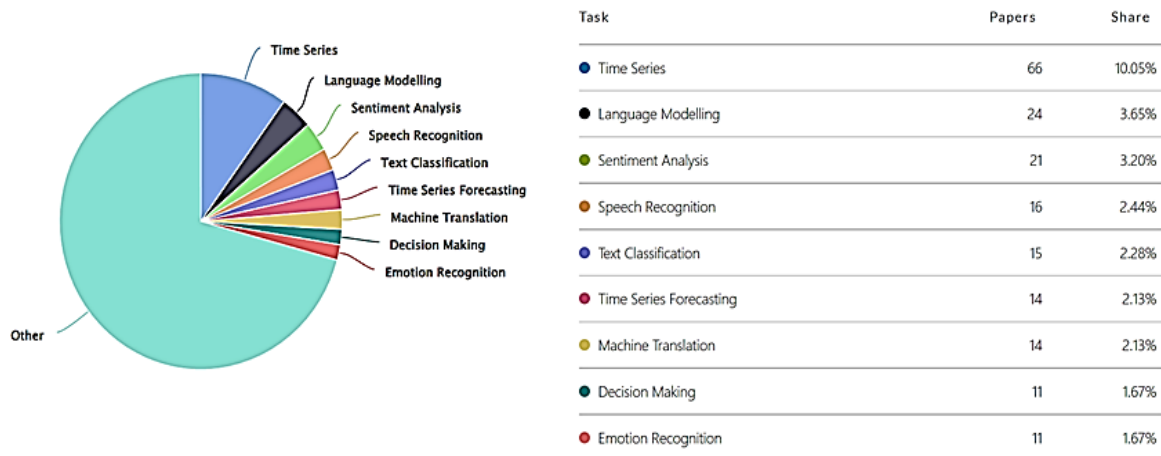 Time Series
Language Modelling
Sentiment Analysis
Speech Recognition
Text Classification
Time Series Forecasting
Machine Translation
Decision Making
Emotion Recognition
Other
Task Papers Share
Time Series 66 10.05%
Language Modelling 24 3.65%
Sentiment Analysis 21 3.20%
Speech Recognition 16 2.44%
Text Classification 15 2.28%
Time Series Forecasting 14 2.13%
Machine Translation 14 2.13%
Decision Making 11 1.67%
Emotion Recognition 11 1.67%